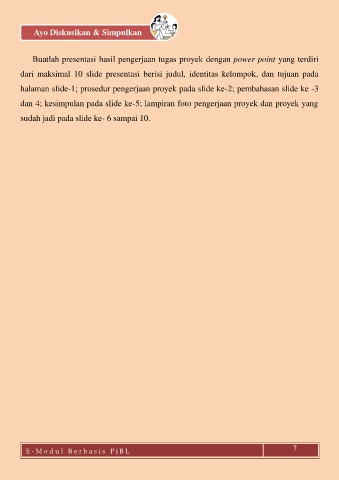 Ayo Diskusikan & Simpulkan
Buatlah presentasi hasil pengerjaan tugas proyek dengan power point yang terdiri
dari maksimal 10 slide presentasi berisi judul, identitas kelompok, dan tujuan pada
halaman slide-1; prosedur pengerjaan proyek pada slide ke-2; pembahasan slide ke -3
dan 4; kesimpulan pada slide ke-5; lampiran foto pengerjaan proyek dan proyek yang
sudah jadi pada slide ke- 6 sampai 10.
E-Modul Berbasis PjBL
7